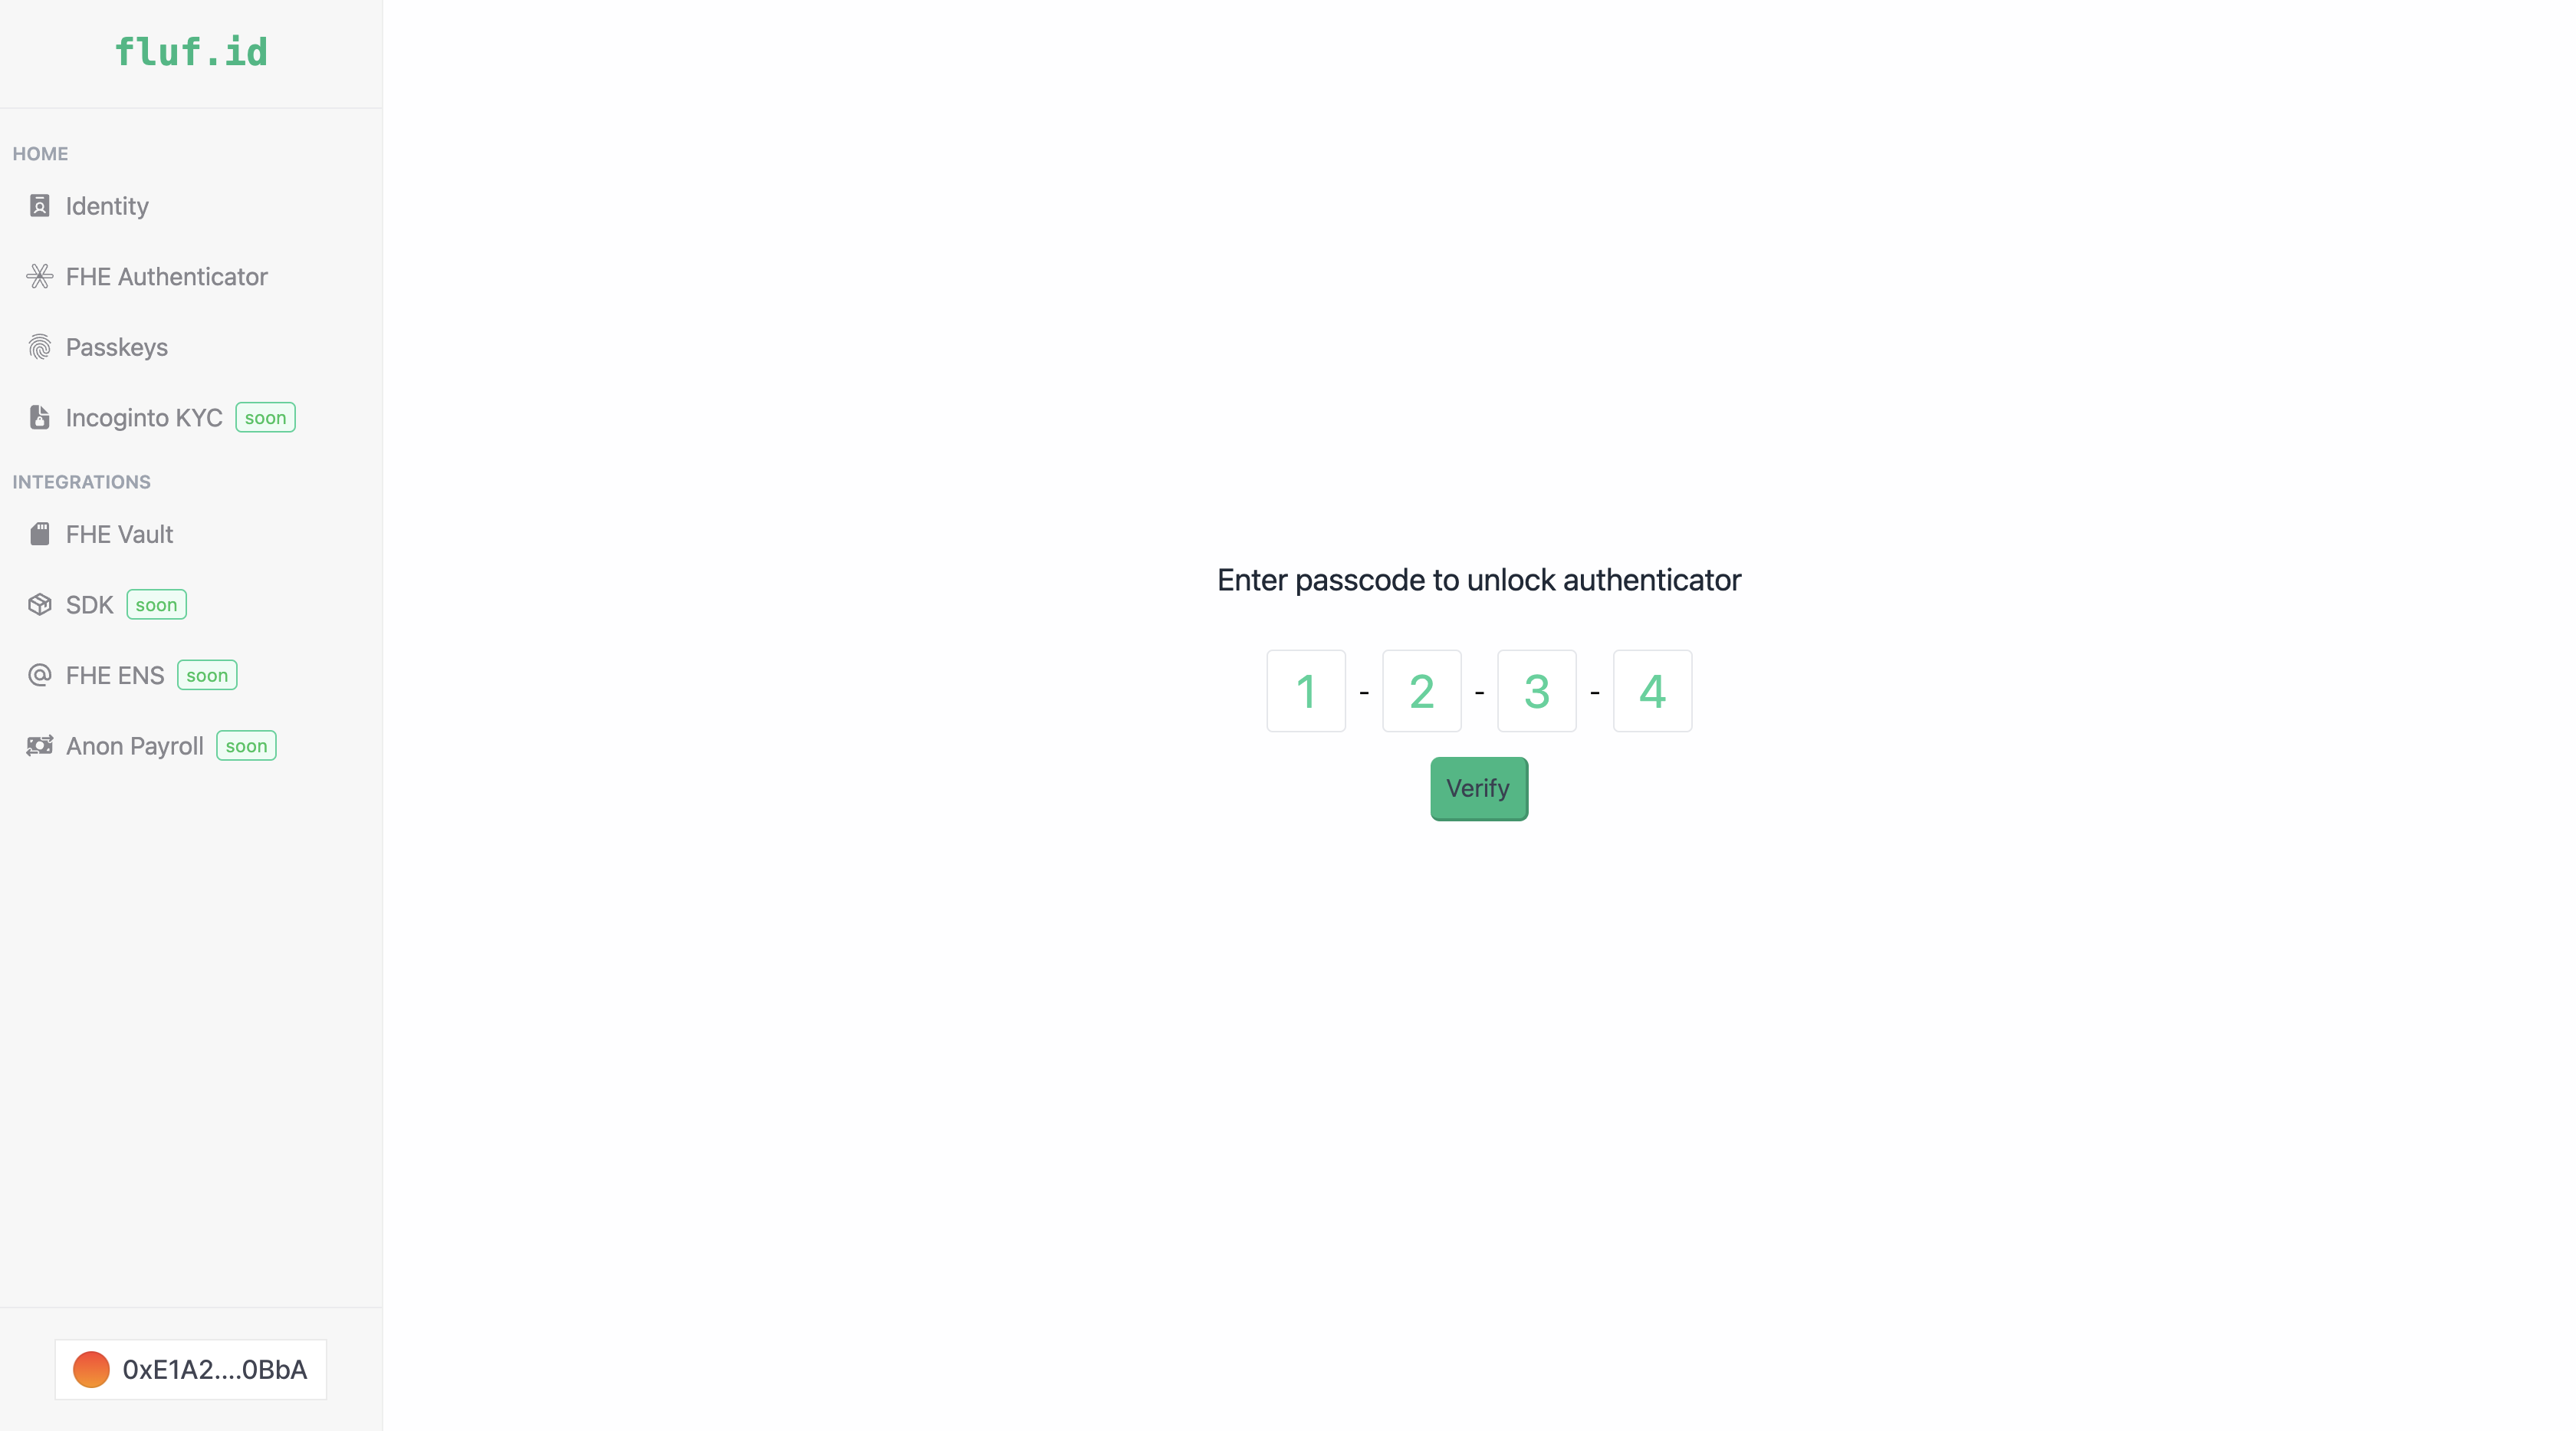 fluf.id
HOME
Identity
FHE Authenticator
Passkeys
Incoginto KYC soon
INTEGRATIONS
FHE Vault
SDK soon
FHE ENS soon
Anon Payroll soon
0xE1A2....0BbA
Enter passcode to unlock authenticator
1 - 2 - 3 - 4
Verify